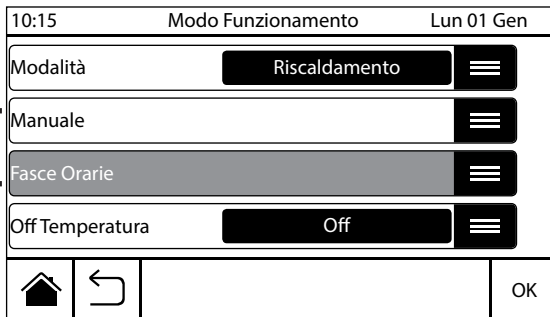 10:15 Modo Funzionamento Lun 01 Gen
Modalità Riscaldamento
Manuale
Fasce Orarie
Off Temperatura Off
OK